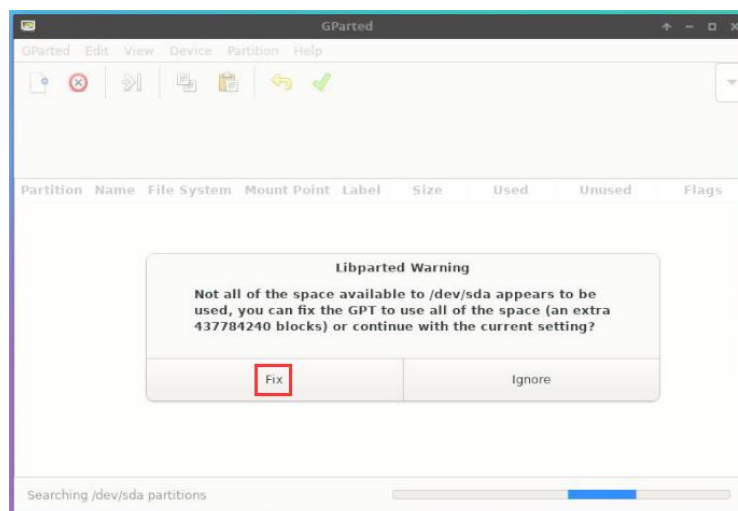 GParted
GParted Edit View Device Partition Help
Partition Name File System Mount Point Label Size Used Unused Flags
Libparted Warning
Not all of the space available to /dev/sda appears to be
used, you can fix the GPT to use all of the space (an extra
437784240 blocks) or continue with the current setting?
Fix Ignore
Searching /dev/sda partitions